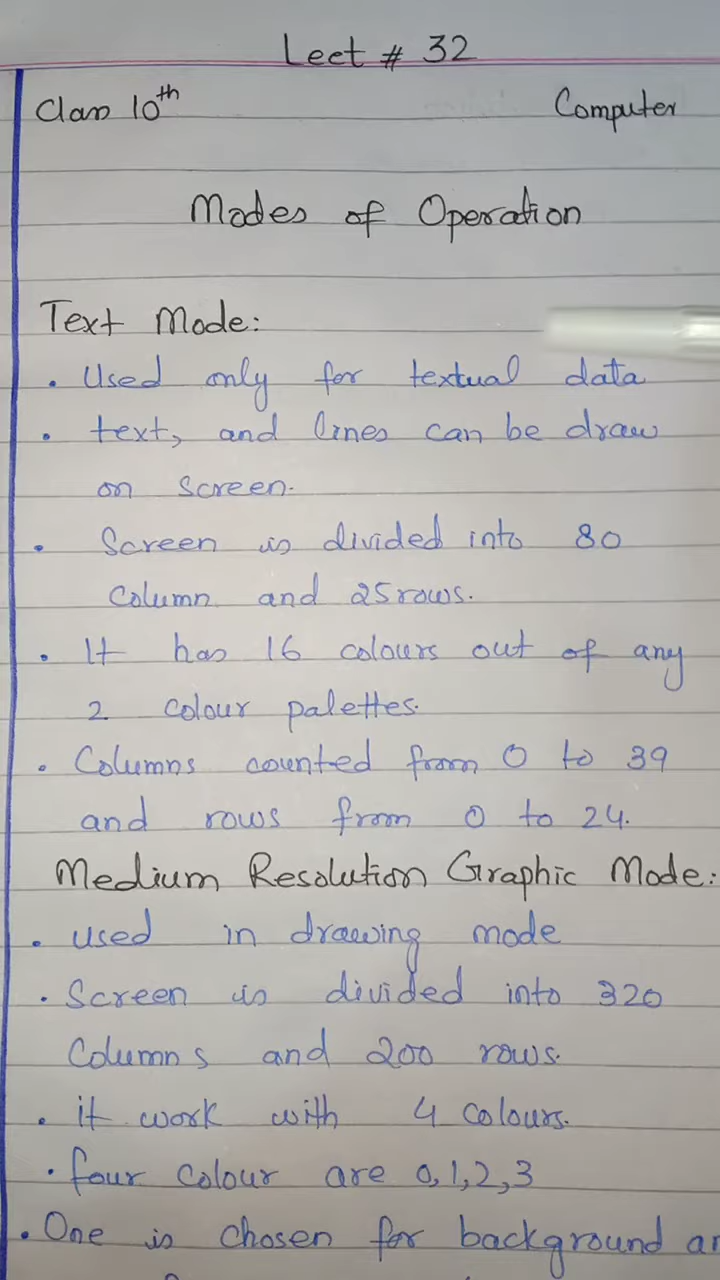 Lect # 32
Class 10th Computer
Modes of Operation
Text Mode:
• Used only for textual data
• text, and lines can be draw
on screen.
• Screen is divided into 80
Column and 25 rows.
• It has 16 colours out of any
2 colour palettes.
• Columns counted from 0 to 39
and rows from 0 to 24.
Medium Resolution Graphic Mode:
• used in drawing mode
• Screen is divided into 320
Columns and 200 rows.
• it work with 4 colours.
• four colour are 0,1,2,3
• One is chosen for background